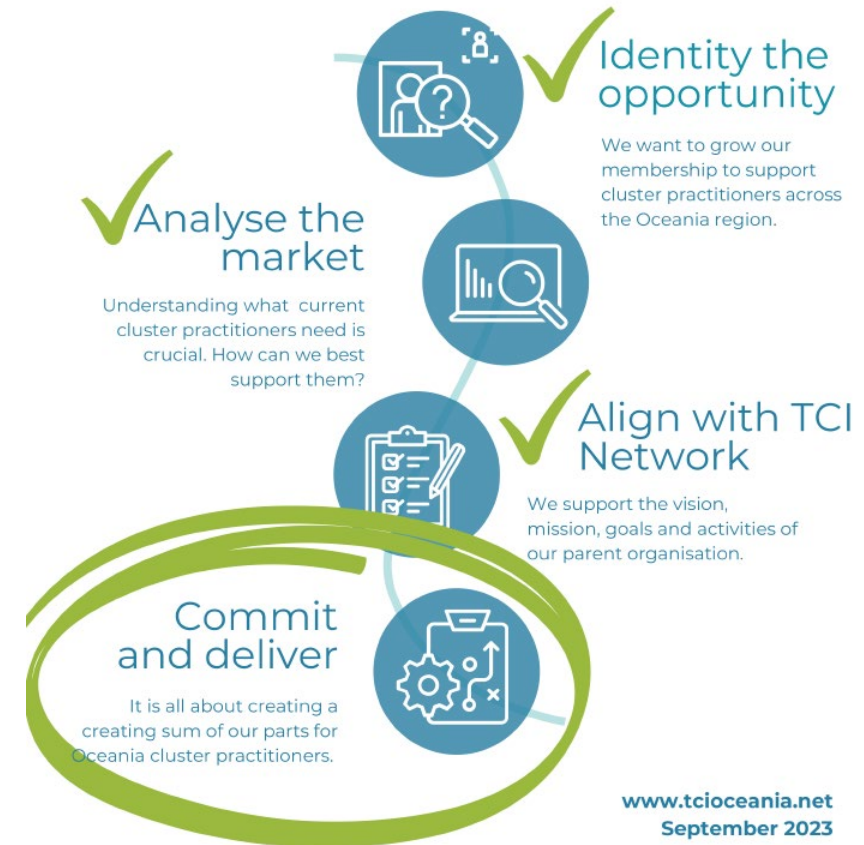 Identity the
opportunity
We want to grow our
membership to support
cluster practitioners across
the Oceania region.
Analyse the
market
Understanding what  current
cluster practitioners need is
crucial. How can we best
support them?
Align with TCI
Network
We support the vision,
mission, goals and activities of
our parent organisation.
Commit
and deliver
It is all about creating a
creating sum of our parts for
Oceania cluster practitioners.
www.tcioceania.net
September 2023